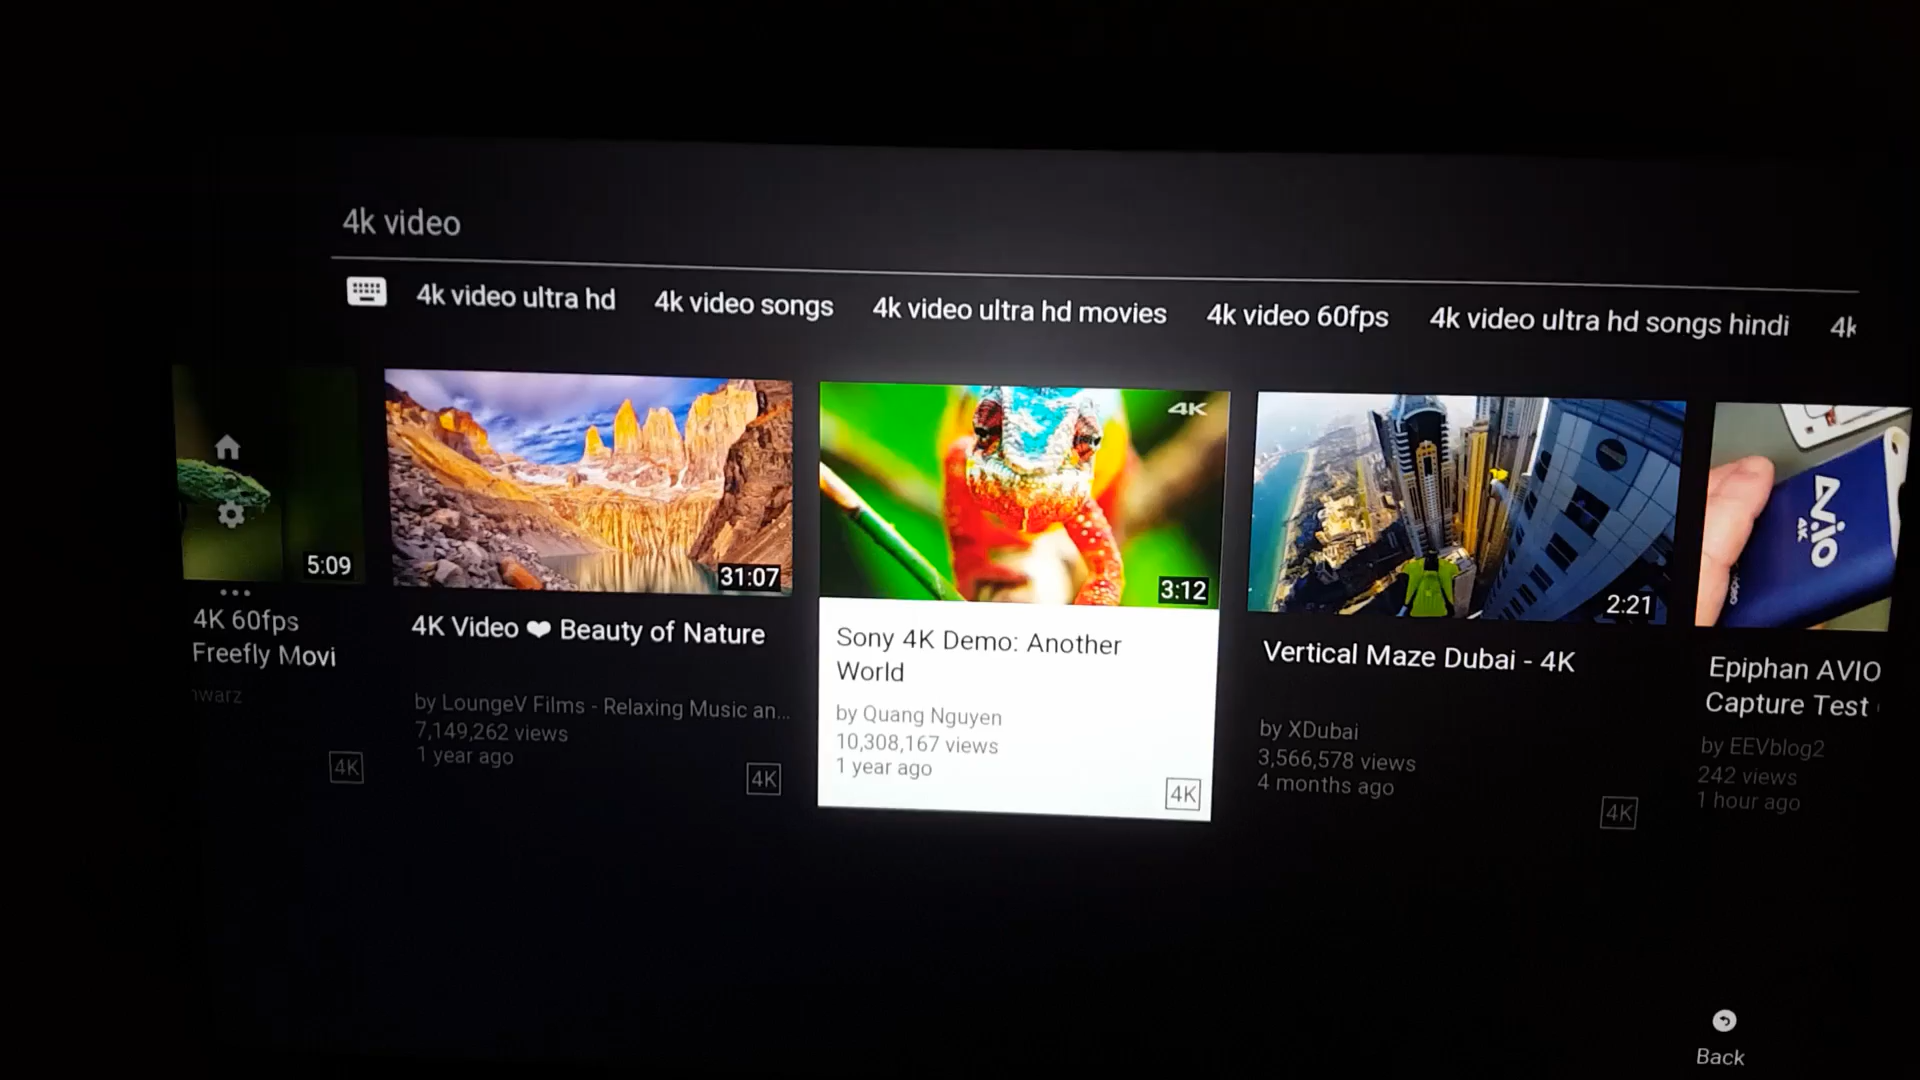 4k video
4k video ultra hd
4k video songs
4k video ultra hd movies
4k video 60fps
4k video ultra hd songs hindi
4k
5:09
4K 60fps
Freefly Movi
4K
31:07
4K Video ❤ Beauty of Nature
by LoungeV Films - Relaxing Music an...
7,149,262 views
1 year ago
4K
4K
3:12
Sony 4K Demo: Another
World
by Quang Nguyen
10,308,167 views
1 year ago
4K
2:21
Vertical Maze Dubai - 4K
by XDubai
3,566,578 views
4 months ago
4K
AVIO
4K
Epiphan AVIO
Capture Test
by EEVblog2
242 views
1 hour ago
Back